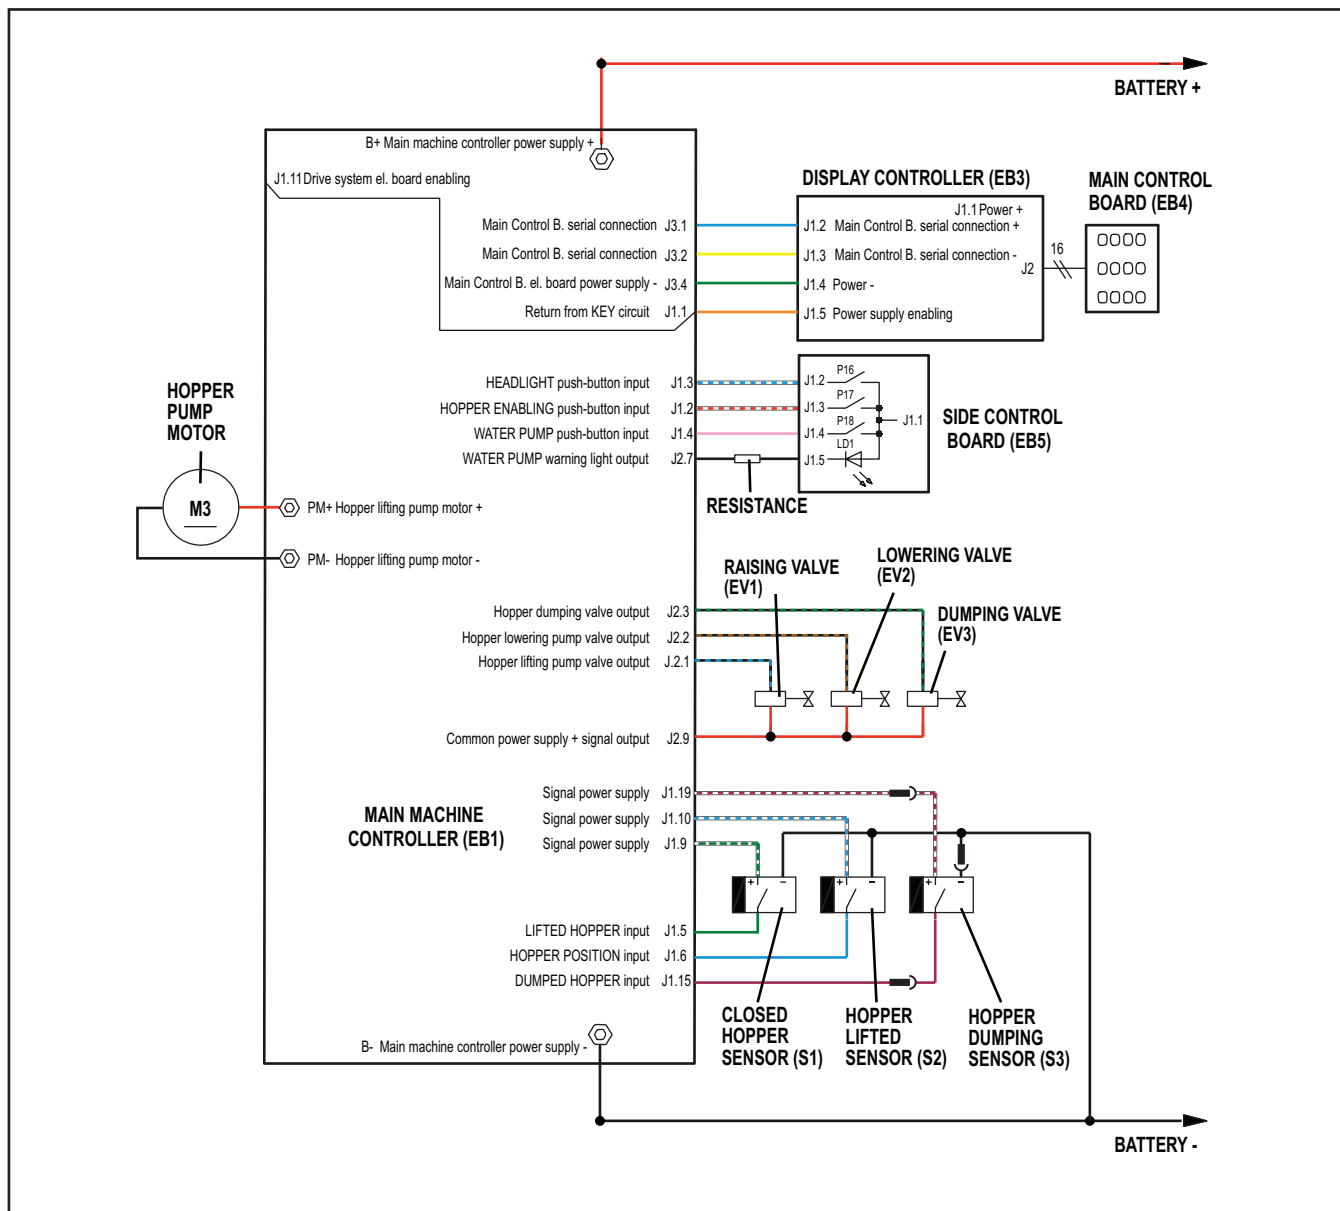 BATTERY +
B+ Main machine controller power supply +
J1.11 Drive system el. board enabling
DISPLAY CONTROLLER (EB3)
MAIN CONTROL
BOARD (EB4)
J1.1 Power +
Main Control B. serial connection J3.1
J1.2 Main Control B. serial connection +
Main Control B. serial connection J3.2
J1.3 Main Control B. serial connection -
J2
16
Main Control B. el. board power supply - J3.4
J1.4 Power -
Return from KEY circuit J1.1
J1.5 Power supply enabling
HOPPER
PUMP
MOTOR
HEADLIGHT push-button input J1.3
J1.2 P16
HOPPER ENABLING push-button input J1.2
J1.3 P17
J1.1
WATER PUMP push-button input J1.4
J1.4 P18
WATER PUMP warning light output J2.7
J1.5 LD1
SIDE CONTROL
BOARD (EB5)
RESISTANCE
M3
PM+ Hopper lifting pump motor +
PM- Hopper lifting pump motor -
RAISING VALVE
(EV1)
LOWERING VALVE
(EV2)
DUMPING VALVE
(EV3)
Hopper dumping valve output J2.3
Hopper lowering pump valve output J2.2
Hopper lifting pump valve output J.2.1
Common power supply + signal output J2.9
Signal power supply J1.19
Signal power supply J1.10
Signal power supply J1.9
MAIN MACHINE
CONTROLLER (EB1)
+ -
+ -
+ -
LIFTED HOPPER input J1.5
HOPPER POSITION input J1.6
DUMPED HOPPER input J1.15
CLOSED
HOPPER
SENSOR (S1)
HOPPER
LIFTED
SENSOR (S2)
HOPPER
DUMPING
SENSOR (S3)
B- Main machine controller power supply -
BATTERY -